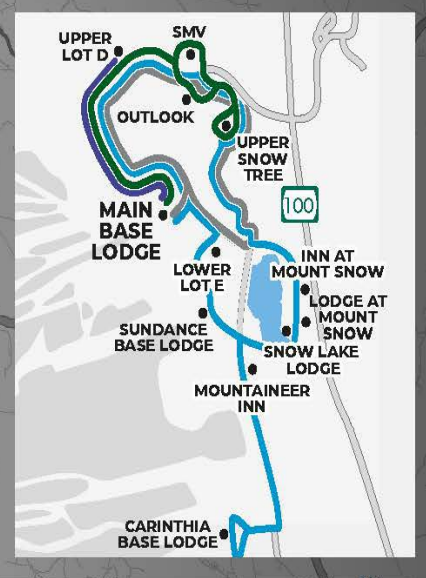 SMV
UPPER
LOT D
OUTLOOK
UPPER
SNOW
TREE
100
MAIN
BASE
LODGE
INN AT
MOUNT SNOW
LOWER
LOT E
LODGE AT
MOUNT
SNOW
SUNDANCE
BASE LODGE
SNOW LAKE
LODGE
MOUNTAINEER
INN
CARINTHIA
BASE LODGE